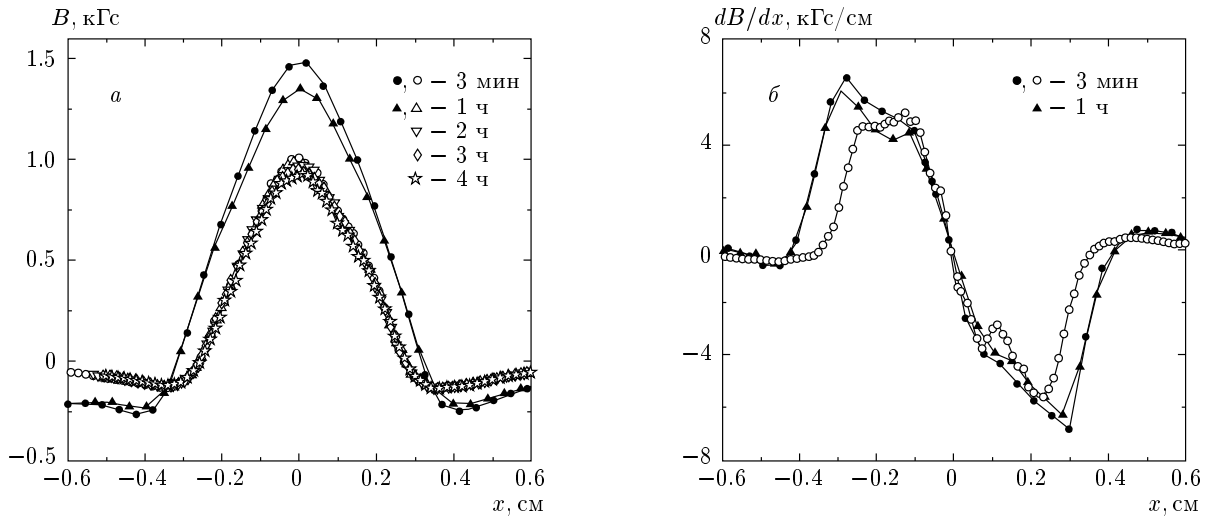 B, кГс
1.5
1.0
0.5
0
−0.5
−0.6 −0.4 −0.2 0 0.2 0.4 0.6
x, см
а
, − 3 мин
, − 1 ч
− 2 ч
− 3 ч
− 4 ч
dB/dx, кГс/см
8
4
0
−4
−8
−0.6 −0.4 −0.2 0 0.2 0.4 0.6
x, см
б
, − 3 мин
− 1 ч